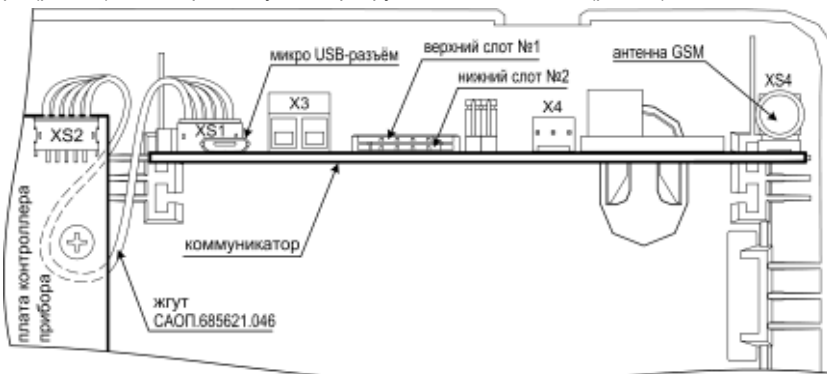 верхний слот №1
микро USB-разъём
антенна GSM
нижний слот №2
XS4
X3
X4
XS2
XS1
коммуникатор
плата контроллера
прибора
жгут
САОП.685621.046